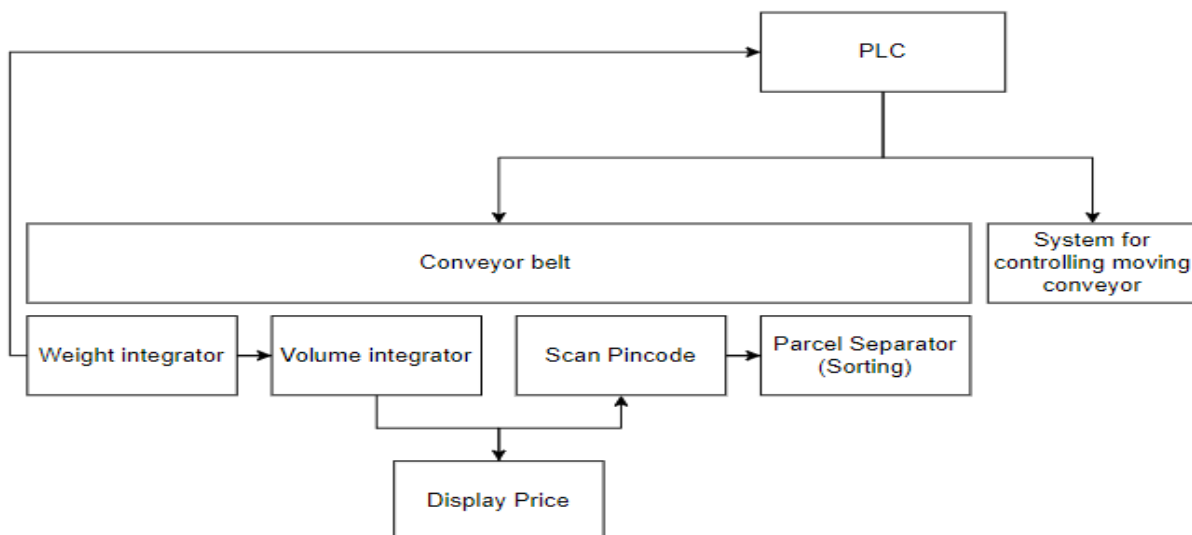 PLC
Conveyor belt
System for
controlling moving
conveyor
Weight integrator
Volume integrator
Scan Pincode
Parcel Separator
(Sorting)
Display Price